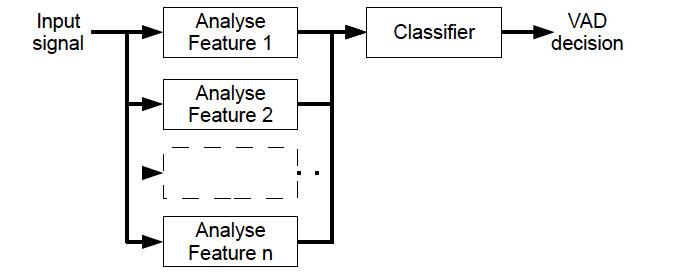 Input
signal
Analyse
Feature 1
Classifier
VAD
decision
Analyse
Feature 2
Analyse
Feature n